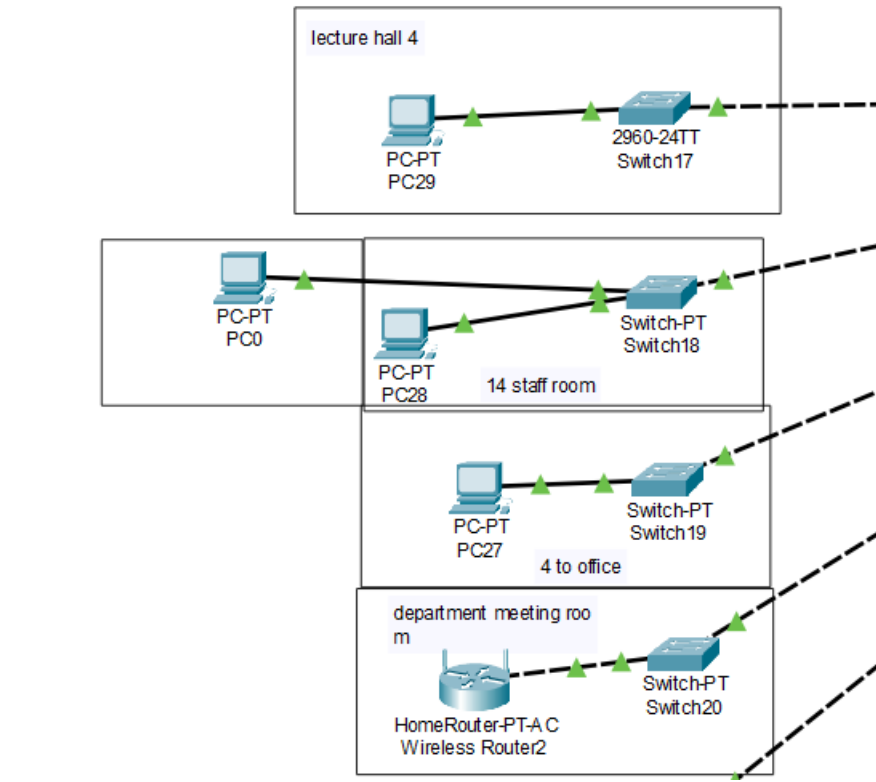 lecture hall 4
PC-PT
PC29
2960-24TT
Switch17
PC-PT
PC0
PC-PT
PC28
Switch-PT
Switch18
14 staff room
PC-PT
PC27
Switch-PT
Switch19
4 to office
department meeting roo
m
HomeRouter-PT-AC
Wireless Router2
Switch-PT
Switch20